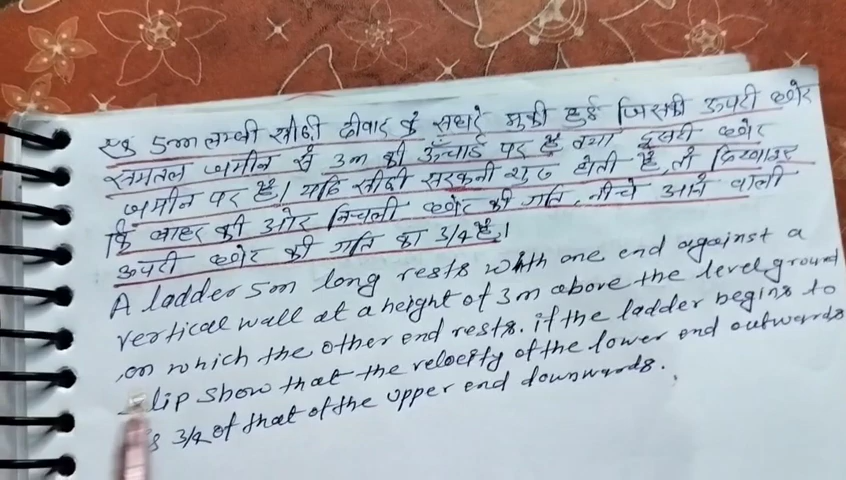 एक 5m लम्बी सीढ़ी दीवार के सहारे झुकी हुई जिसकी ऊपरी छोर
समतल जमीन से 3m की ऊँचाई पर है तथा दूसरी छोर
जमीन पर है। यदि सीढ़ी सरकनी शुरु होती है, तो दिखाइए
कि बाहर की ओर निचली छोर की गति, नीचे आने वाली
ऊपरी छोर की गति का 3/4 है।
A ladder 5m long rests with one end against a
vertical wall at a height of 3m above the level ground
on which the other end rests. if the ladder begins to
slip show that the velocity of the lower end outwards
is 3/4 of that of the upper end downwards.